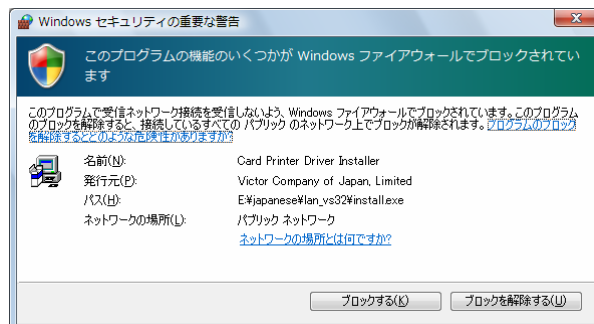 Windows セキュリティの重要な警告
このプログラムの機能のいくつかが Windows ファイアウォールでブロックされてい
ます
このプログラムで受信ネットワーク接続を受信しないよう、Windows ファイアウォールでブロックされています。このプログラム
のブロックを解除すると、接続しているすべての パブリック のネットワーク上でブロックが解除されます。プログラムのブロック
を解除するとどのような危険性がありますか?
名前(N): Card Printer Driver Installer
発行元(P): Victor Company of Japan, Limited
パス(H): E:¥japanese¥lan_vs32¥install.exe
ネットワークの場所(L): パブリック ネットワーク
ネットワークの場所とは何ですか?
ブロックする(K) ブロックを解除する(U)